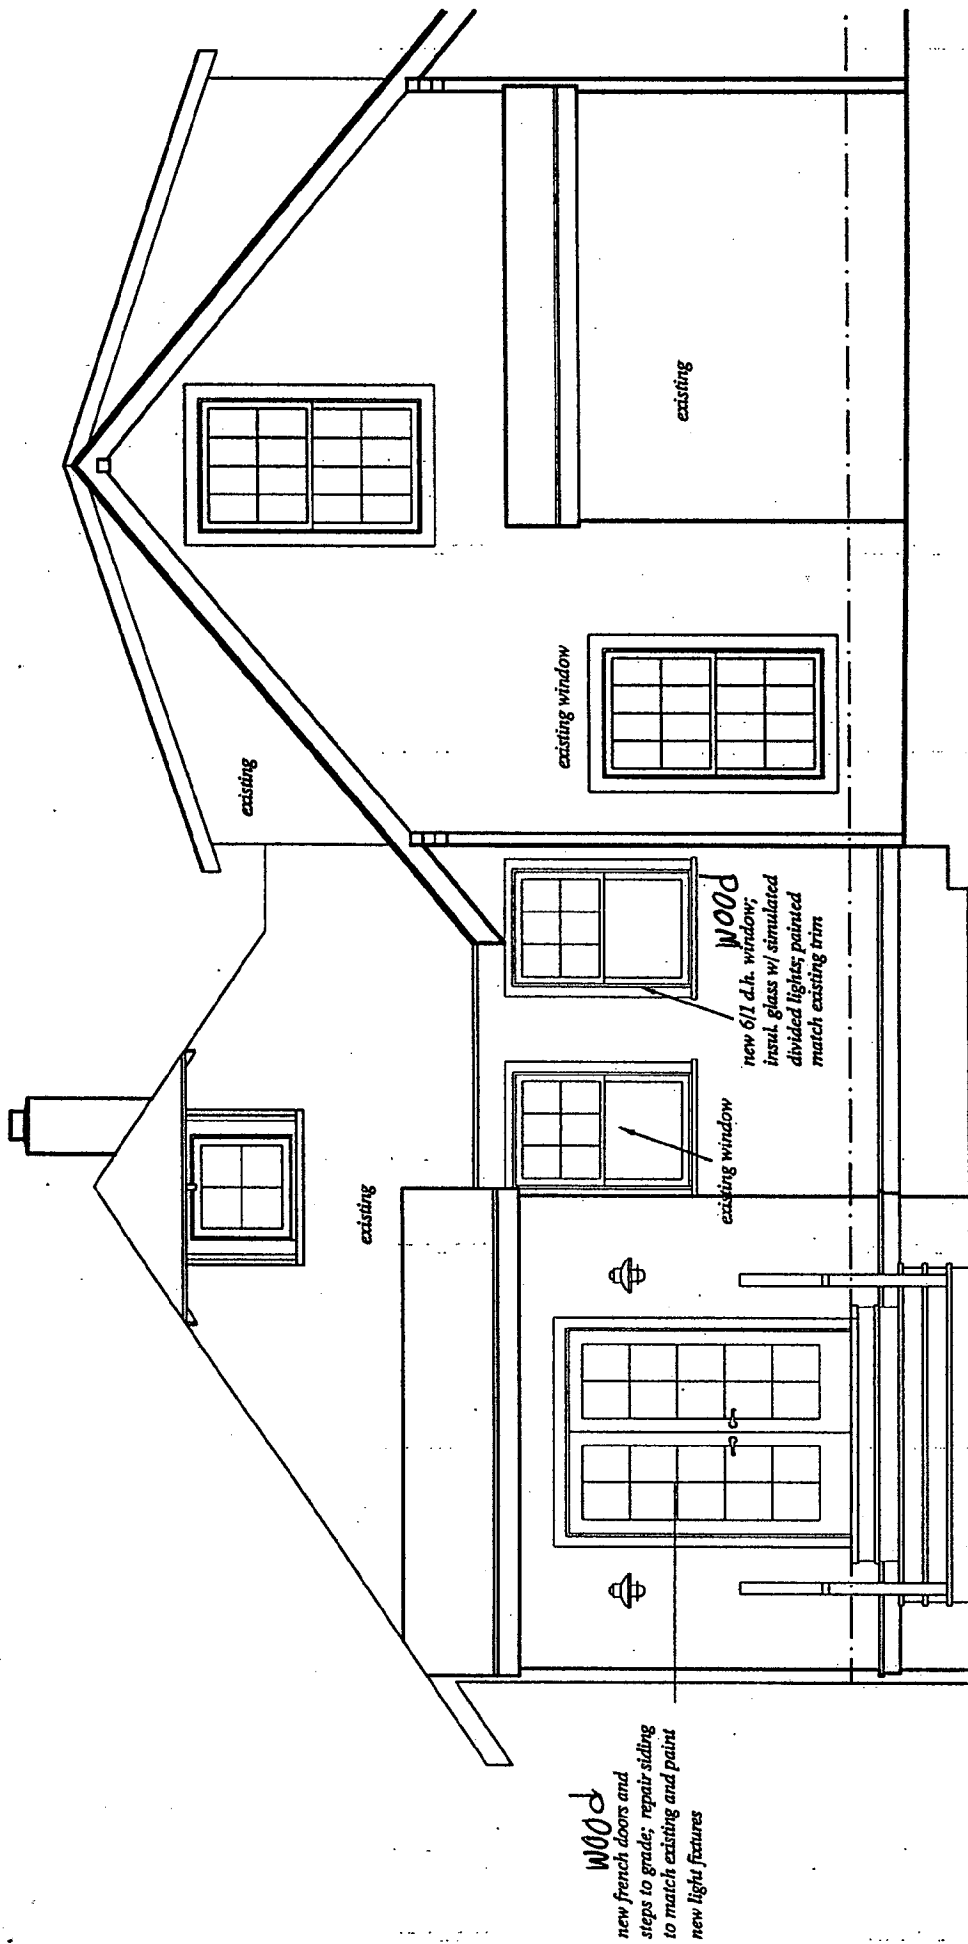 WOOD
new french doors and
steps to grade; repair siding
to match existing and paint
new light fixtures
existing
existing window
WOOD
new 6/1 d.h. window;
insul. glass w/ simulated
divided lights; painted
match existing trim
existing
existing window
existing